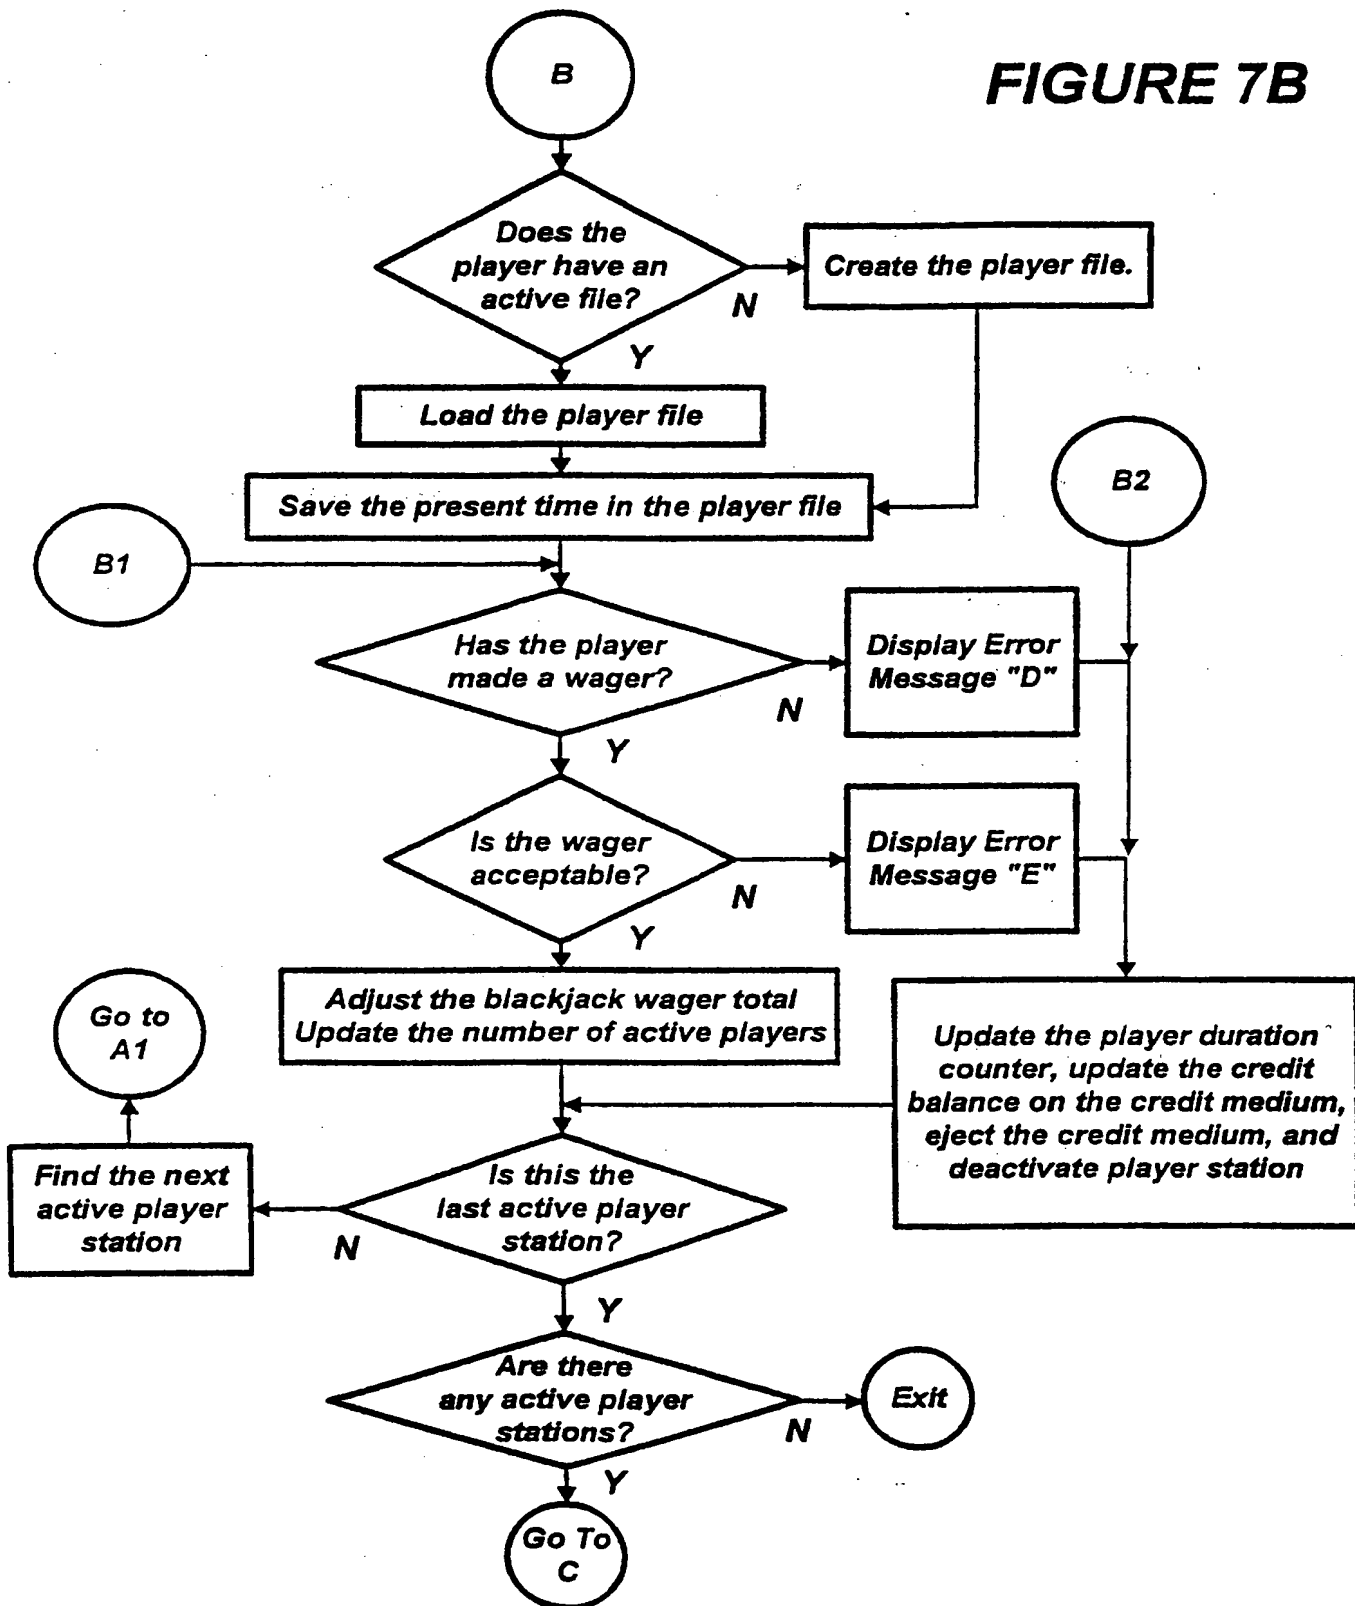 FIGURE 7B
B
Does the
player have an
active file?
N
Create the player file.
Y
Load the player file
Save the present time in the player file
B2
B1
Has the player
made a wager?
N
Display Error
Message "D"
Y
Is the wager
acceptable?
N
Display Error
Message "E"
Y
Adjust the blackjack wager total
Update the number of active players
Go to
A1
Update the player duration
counter, update the credit
balance on the credit medium,
eject the credit medium, and
deactivate player station
Find the next
active player
station
Is this the
last active player
station?
N
Y
Are there
any active player
stations?
N
Exit
Y
Go To
C